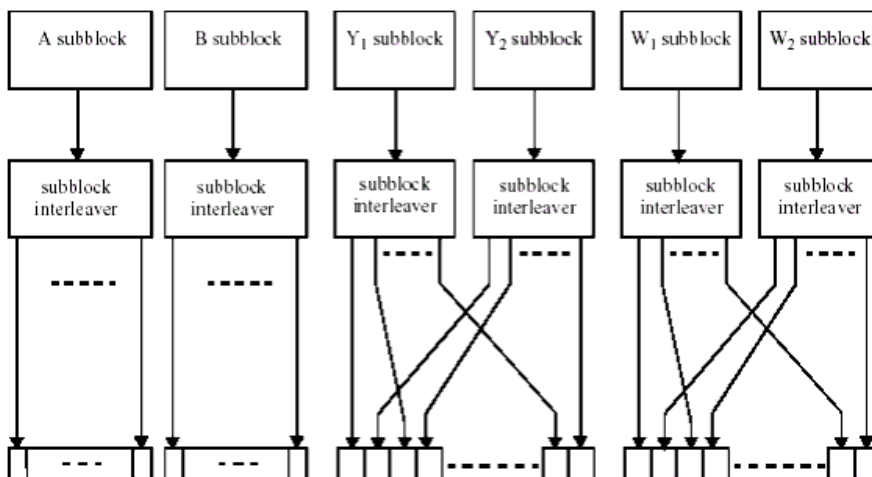 A subblock
B subblock
Y₁ subblock
Y₂ subblock
W₁ subblock
W₂ subblock
subblock
interleaver
subblock
interleaver
subblock
interleaver
subblock
interleaver
subblock
interleaver
subblock
interleaver